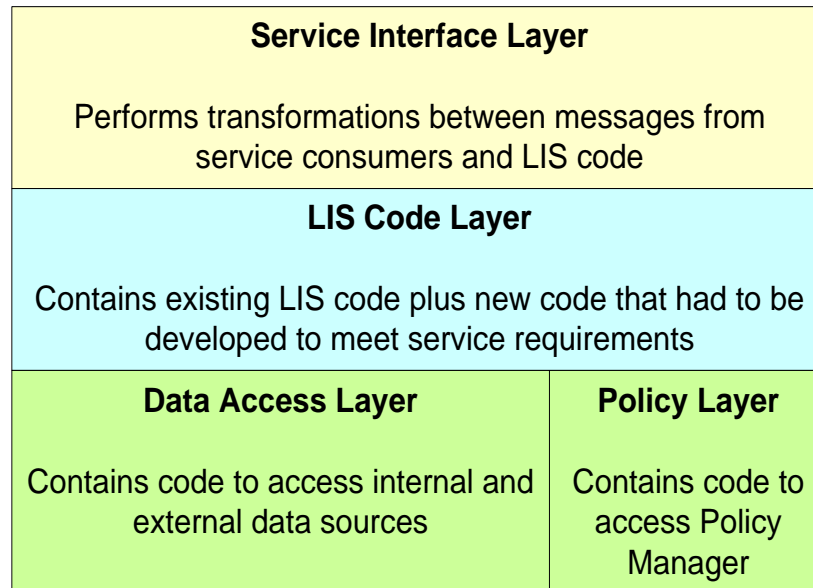 Service Interface Layer
Performs transformations between messages from
service consumers and LIS code
LIS Code Layer
Contains existing LIS code plus new code that had to be
developed to meet service requirements
Data Access Layer
Contains code to access internal and
external data sources
Policy Layer
Contains code to
access Policy
Manager